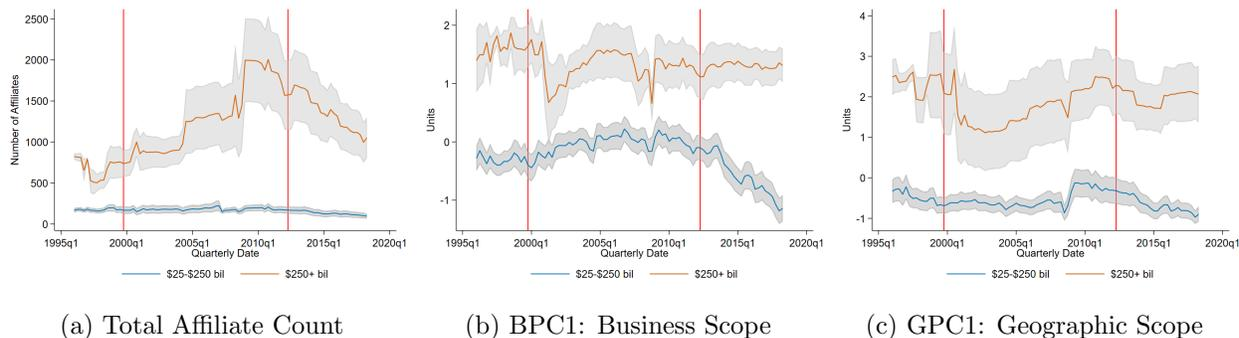 2500
2000
1500
1000
500
0
Number of Affiliates
1995q1 2000q1 2005q1 2010q1 2015q1 2020q1
Quarterly Date
$25-$250 bil $250+ bil
(a) Total Affiliate Count
2
1
0
-1
Units
1995q1 2000q1 2005q1 2010q1 2015q1 2020q1
Quarterly Date
$25-$250 bil $250+ bil
(b) BPC1: Business Scope
4
3
2
1
0
-1
Units
1995q1 2000q1 2005q1 2010q1 2015q1 2020q1
Quarterly Date
$25-$250 bil $250+ bil
(c) GPC1: Geographic Scope